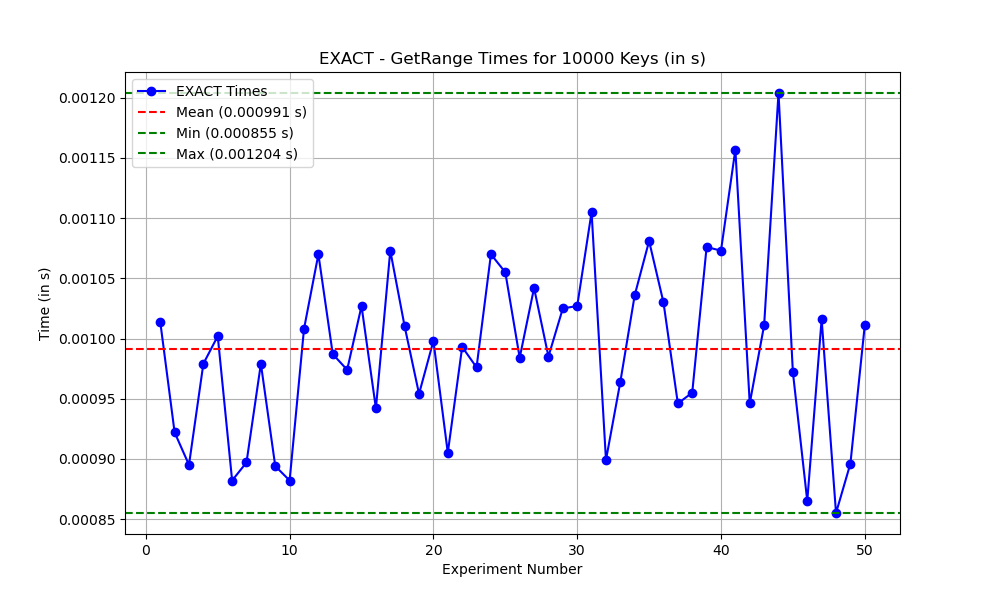 EXACT - GetRange Times for 10000 Keys (in s)
EXACT Times
Mean (0.000991 s)
Min (0.000855 s)
Max (0.001204 s)
Time (in s)
0.00120
0.00115
0.00110
0.00105
0.00100
0.00095
0.00090
0.00085
0 10 20 30 40 50
Experiment Number